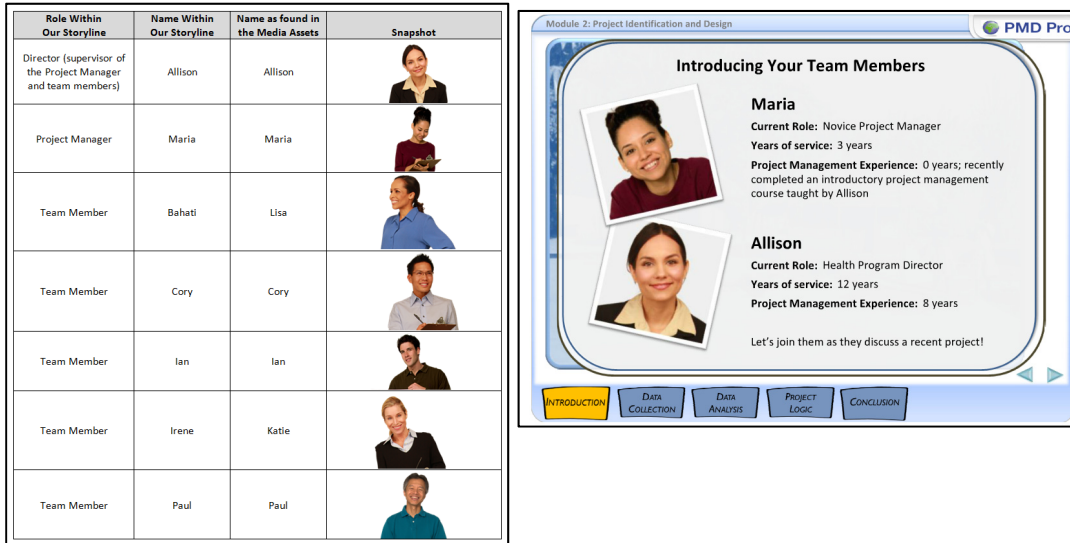 Role Within
Our Storyline
Name Within
Our Storyline
Name as found in
the Media Assets
Snapshot
Director (supervisor of
the Project Manager
and team members)
Allison
Allison
Project Manager
Maria
Maria
Team Member
Bahati
Lisa
Team Member
Cory
Cory
Team Member
Ian
Ian
Team Member
Irene
Katie
Team Member
Paul
Paul
Module 2: Project Identification and Design
PMD Pro
Introducing Your Team Members
Maria
Current Role: Novice Project Manager
Years of service: 3 years
Project Management Experience: 0 years; recently
completed an introductory project management
course taught by Allison
Allison
Current Role: Health Program Director
Years of service: 12 years
Project Management Experience: 8 years
Let's join them as they discuss a recent project!
INTRODUCTION
DATA
COLLECTION
DATA
ANALYSIS
PROJECT
LOGIC
CONCLUSION